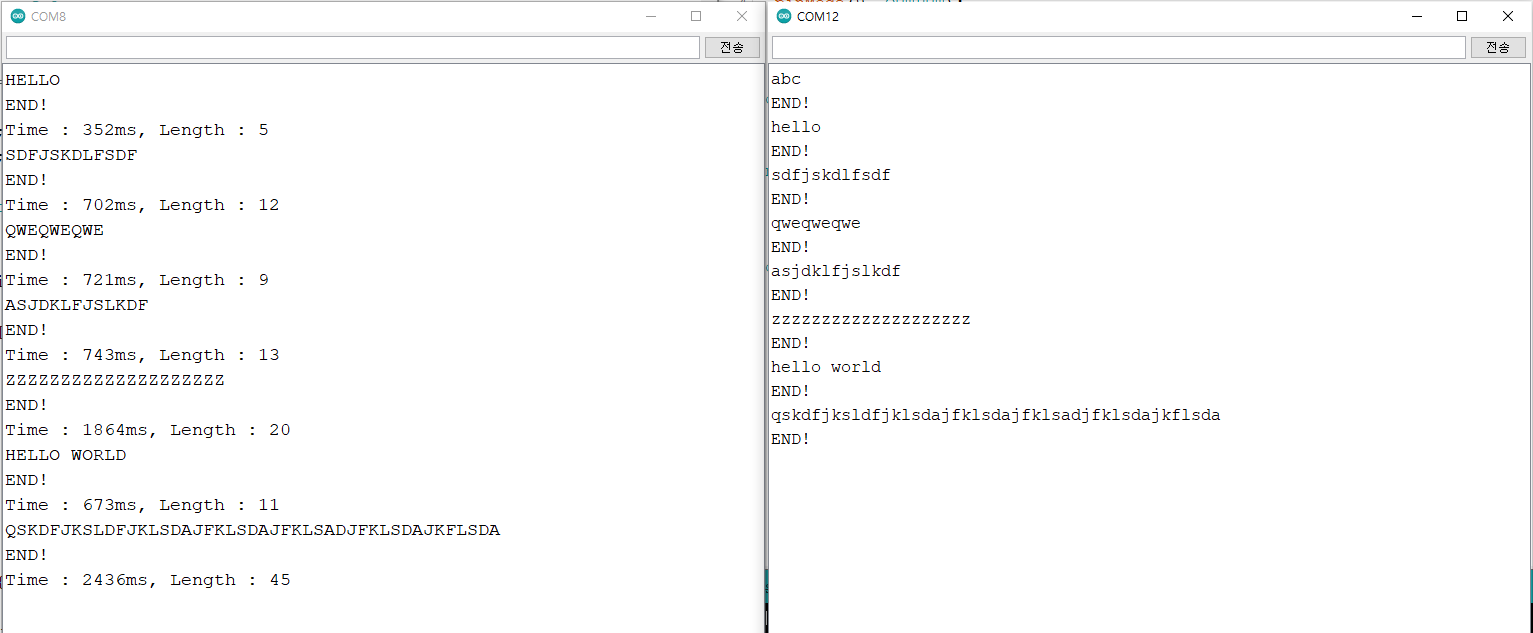 COM8
전송
HELLO
END!
Time : 352ms, Length : 5
SDFJSKDLFSDF
END!
Time : 702ms, Length : 12
QWEQWEQWE
END!
Time : 721ms, Length : 9
ASJDKLFJSLKDF
END!
Time : 743ms, Length : 13
ZZZZZZZZZZZZZZZZZZZZ
END!
Time : 1864ms, Length : 20
HELLO WORLD
END!
Time : 673ms, Length : 11
QSKDFJKSLDFJKLSDAJFKLSDAJFKLSADJFKLSDAJKFLSDA
END!
Time : 2436ms, Length : 45
COM12
전송
abc
END!
hello
END!
sdfjskdlfsdf
END!
qweqweqwe
END!
asjdklfjslkdf
END!
zzzzzzzzzzzzzzzzzzzz
END!
hello world
END!
qskdfjksldfjklsdajfklsdajfklsadjfklsdajkflsda
END!